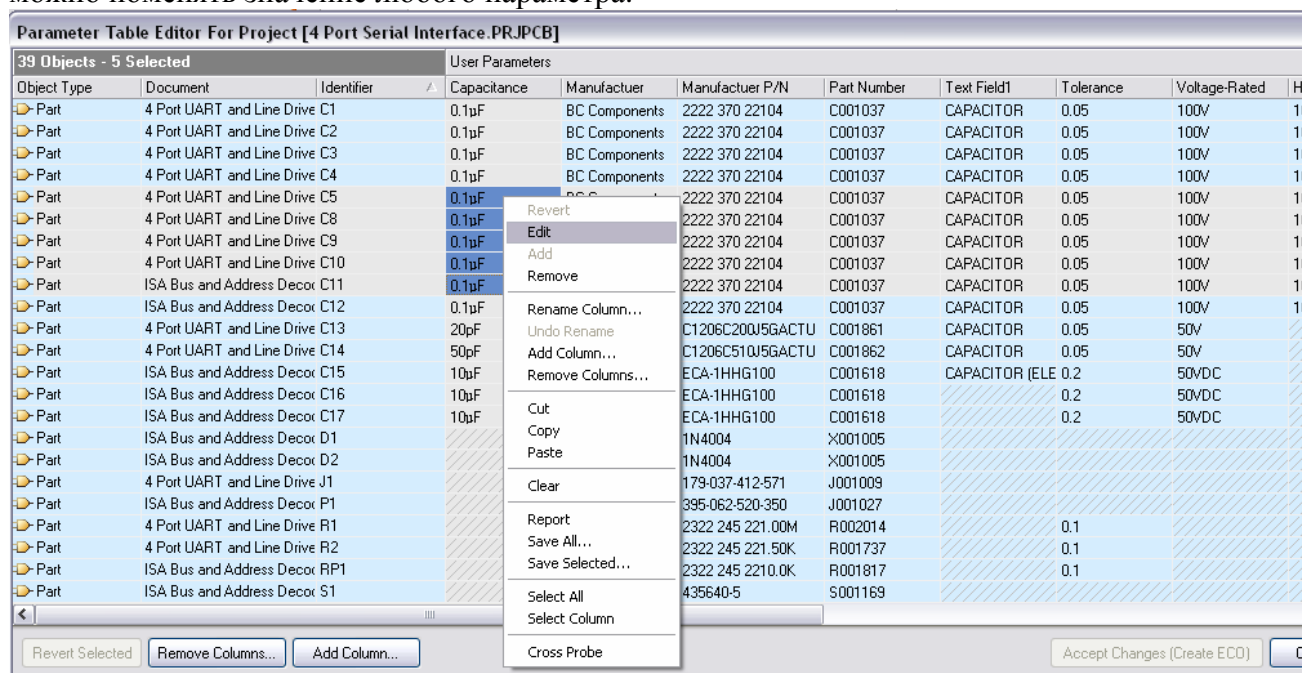 можно поменять значение любого параметра.
Parameter Table Editor For Project [4 Port Serial Interface.PRJPCB]
39 Objects - 5 Selected User Parameters
Object Type Document Identifier Capacitance Manufactuer Manufactuer P/N Part Number Text Field1 Tolerance Voltage-Rated H
Part 4 Port UART and Line Drive C1 0.1µF BC Components 2222 370 22104 C001037 CAPACITOR 0.05 100V 1
Part 4 Port UART and Line Drive C2 0.1µF BC Components 2222 370 22104 C001037 CAPACITOR 0.05 100V 1
Part 4 Port UART and Line Drive C3 0.1µF BC Components 2222 370 22104 C001037 CAPACITOR 0.05 100V 1
Part 4 Port UART and Line Drive C4 0.1µF BC Components 2222 370 22104 C001037 CAPACITOR 0.05 100V 1
Part 4 Port UART and Line Drive C5 0.1µF 2222 370 22104 C001037 CAPACITOR 0.05 100V 1
Part 4 Port UART and Line Drive C8 0.1µF 2222 370 22104 C001037 CAPACITOR 0.05 100V 1
Part 4 Port UART and Line Drive C9 0.1µF 2222 370 22104 C001037 CAPACITOR 0.05 100V 1
Part 4 Port UART and Line Drive C10 0.1µF 2222 370 22104 C001037 CAPACITOR 0.05 100V 1
Part ISA Bus and Address Decoc C11 0.1µF 2222 370 22104 C001037 CAPACITOR 0.05 100V 1
Part ISA Bus and Address Decoc C12 0.1µF 2222 370 22104 C001037 CAPACITOR 0.05 100V 1
Part 4 Port UART and Line Drive C13 20pF C1206C200J5GACTU C001861 CAPACITOR 0.05 50V
Part 4 Port UART and Line Drive C14 50pF C1206C510J5GACTU C001862 CAPACITOR 0.05 50V
Part ISA Bus and Address Decoc C15 10µF ECA-1HHG100 C001618 CAPACITOR (ELE 0.2 50VDC
Part ISA Bus and Address Decoc C16 10µF ECA-1HHG100 C001618 0.2 50VDC
Part ISA Bus and Address Decoc C17 10µF ECA-1HHG100 C001618 0.2 50VDC
Part ISA Bus and Address Decoc D1 1N4004 X001005
Part ISA Bus and Address Decoc D2 1N4004 X001005
Part 4 Port UART and Line Drive J1 179-037-412-571 J001009
Part ISA Bus and Address Decoc P1 395-062-520-350 J001027
Part 4 Port UART and Line Drive R1 2322 245 221.00M R002014 0.1
Part 4 Port UART and Line Drive R2 2322 245 221.50K R001737 0.1
Part ISA Bus and Address Decoc RP1 2322 245 2210.0K R001817 0.1
Part ISA Bus and Address Decoc S1 435640-5 S001169
Revert
Edit
Add
Remove
Rename Column...
Undo Rename
Add Column...
Remove Columns...
Cut
Copy
Paste
Clear
Report
Save All...
Save Selected...
Select All
Select Column
Cross Probe
Revert Selected Remove Columns... Add Column... Accept Changes (Create ECO)